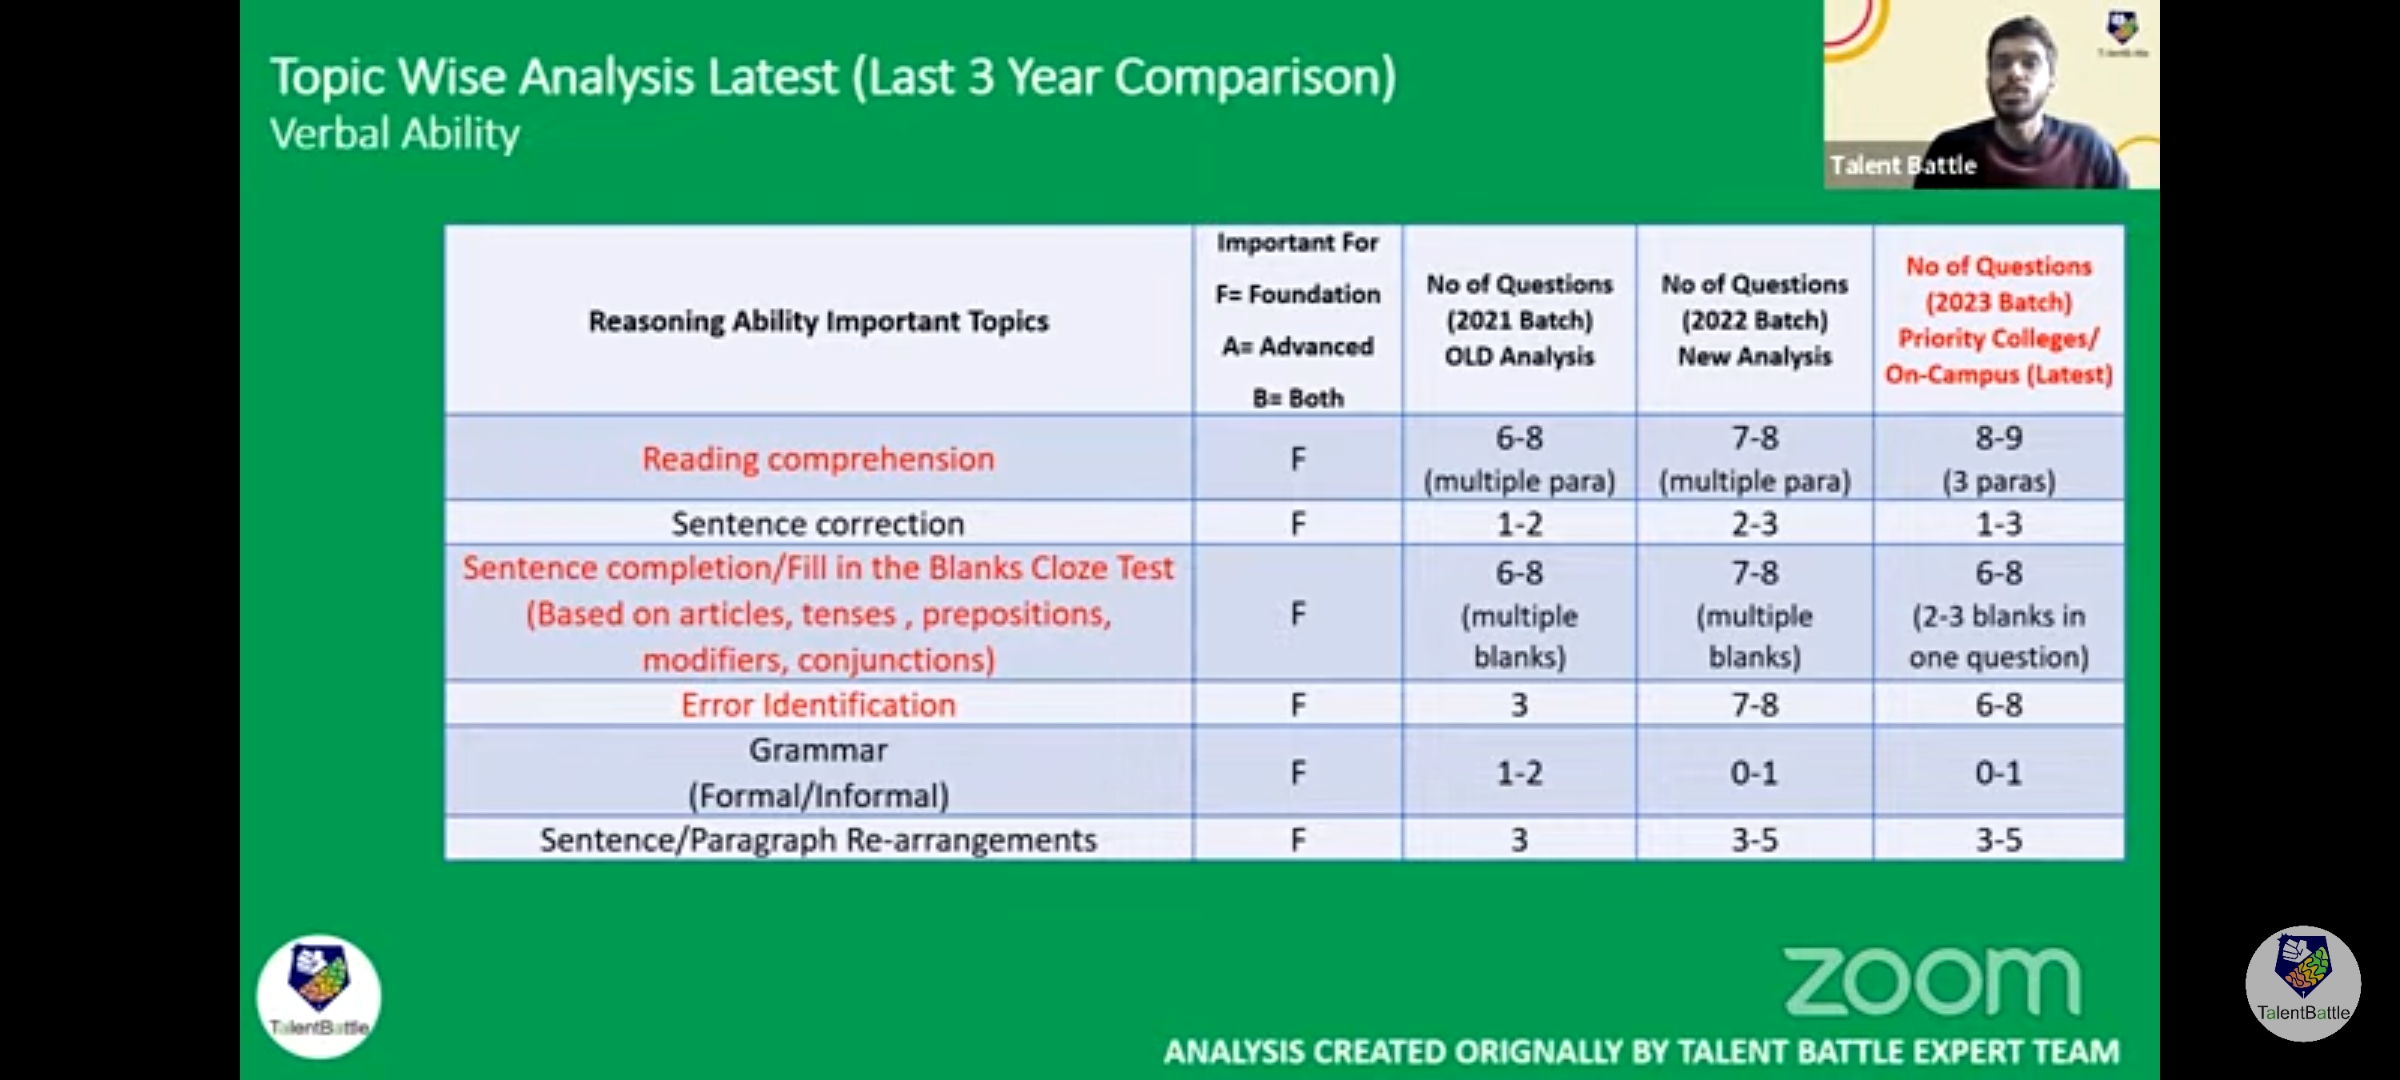 Topic Wise Analysis Latest (Last 3 Year Comparison)
Verbal Ability
Talent Battle
Reasoning Ability Important Topics
Important For
F= Foundation
A= Advanced
B= Both
No of Questions
(2021 Batch)
OLD Analysis
No of Questions
(2022 Batch)
New Analysis
No of Questions
(2023 Batch)
Priority Colleges/
On-Campus (Latest)
Reading comprehension
F
6-8
(multiple para)
7-8
(multiple para)
8-9
(3 paras)
Sentence correction
F
1-2
2-3
1-3
Sentence completion/Fill in the Blanks Cloze Test
(Based on articles, tenses , prepositions,
modifiers, conjunctions)
F
6-8
(multiple
blanks)
7-8
(multiple
blanks)
6-8
(2-3 blanks in
one question)
Error Identification
F
3
7-8
6-8
Grammar
(Formal/Informal)
F
1-2
0-1
0-1
Sentence/Paragraph Re-arrangements
F
3
3-5
3-5
TalentBattle
zoom
TalentBattle
ANALYSIS CREATED ORIGNALLY BY TALENT BATTLE EXPERT TEAM